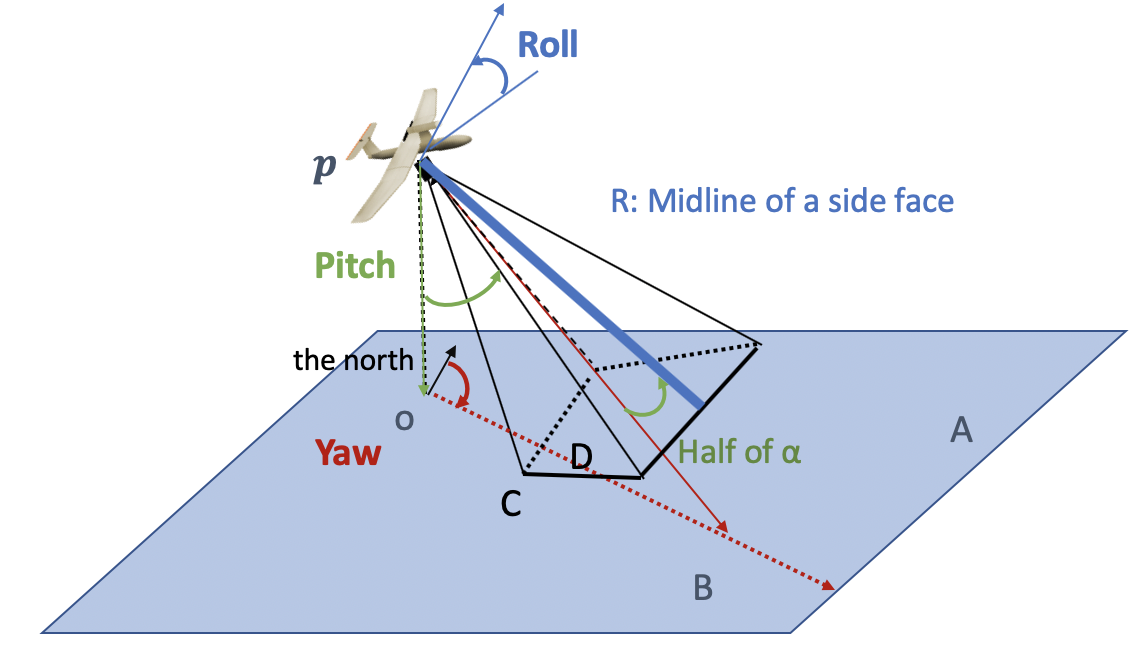 Roll
p
R: Midline of a side face
Pitch
the north
O
A
Yaw
D
Half of α
C
B